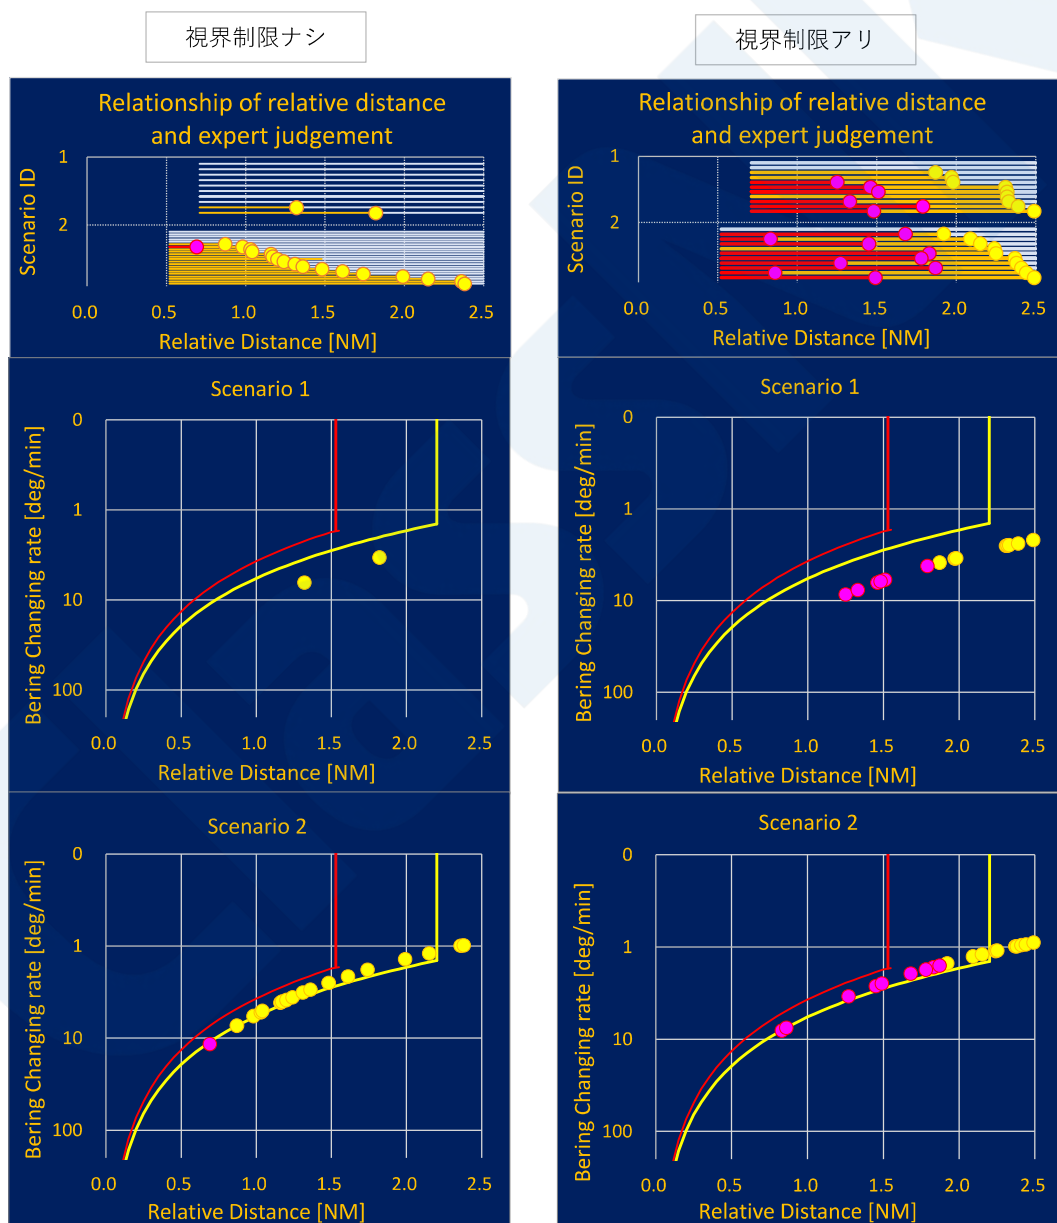 視界制限ナシ
Relationship of relative distance
and expert judgement
Scenario ID
1
2
0.0 0.5 1.0 1.5 2.0 2.5
Relative Distance [NM]
Scenario 1
Bering Changing rate [deg/min]
0
1
10
100
0.0 0.5 1.0 1.5 2.0 2.5
Relative Distance [NM]
Scenario 2
Bering Changing rate [deg/min]
0
1
10
100
0.0 0.5 1.0 1.5 2.0 2.5
Relative Distance [NM]
視界制限アリ
Relationship of relative distance
and expert judgement
Scenario ID
1
2
0.0 0.5 1.0 1.5 2.0 2.5
Relative Distance [NM]
Scenario 1
Bering Changing rate [deg/min]
0
1
10
100
0.0 0.5 1.0 1.5 2.0 2.5
Relative Distance [NM]
Scenario 2
Bering Changing rate [deg/min]
0
1
10
100
0.0 0.5 1.0 1.5 2.0 2.5
Relative Distance [NM]